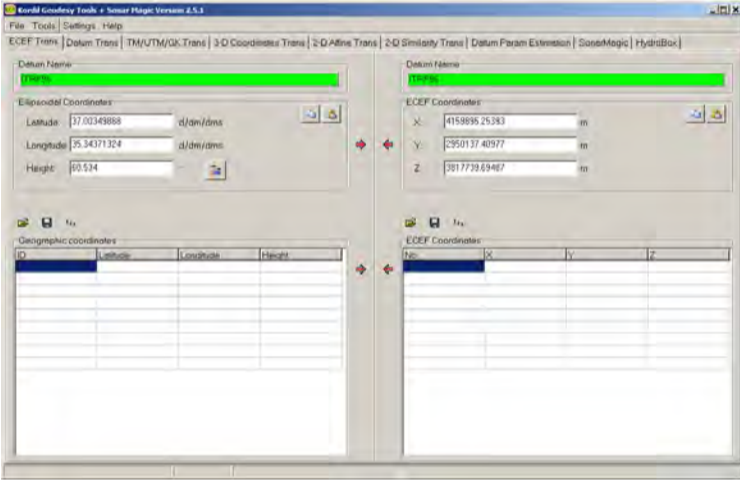 Kordil Geodesy Tools + Sonar Magic Version 2.5.1
File Tools Settings Help
ECEF Trans Datum Trans TM/UTM/GK Trans 3-D Coordinates Trans 2-D Affine Trans 2-D Similarity Trans Datum Param Estimation SonarMagic HydroBox
Datum Name
ITRF96
Ellipsoidal Coordinates
Latitude 37.00349888 d/dm/dms
Longitude 35.34371324 d/dm/dms
Height 60.534
Datum Name
ITRF96
ECEF Coordinates
X: 4159895.25383 m
Y: 2950137.40977 m
Z: 3817739.69487 m
Geographic coordinates
ID Latitude Longitude Height
ECEF Coordinates
No X Y Z